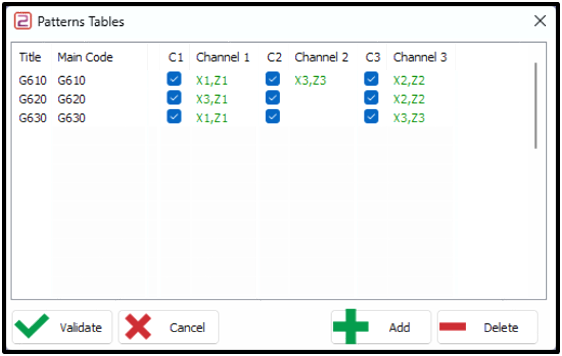 2 Patterns Tables
Title Main Code C1 Channel 1 C2 Channel 2 C3 Channel 3
G610 G610 X1,Z1 X3,Z3 X2,Z2
G620 G620 X3,Z1 X2,Z2
G630 G630 X1,Z1 X3,Z3
Validate Cancel Add Delete